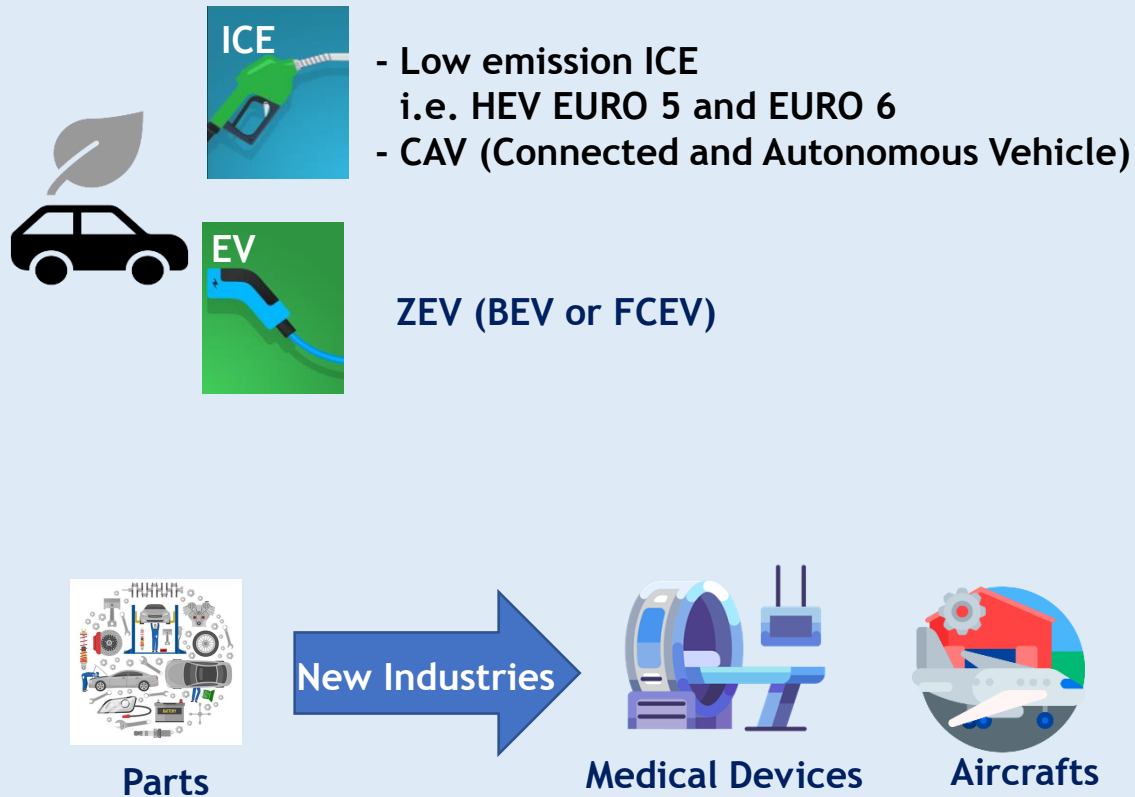 ICE
- Low emission ICE
i.e. HEV EURO 5 and EURO 6
- CAV (Connected and Autonomous Vehicle)
EV
ZEV (BEV or FCEV)
BATTERY
New Industries
Parts
Medical Devices
Aircrafts